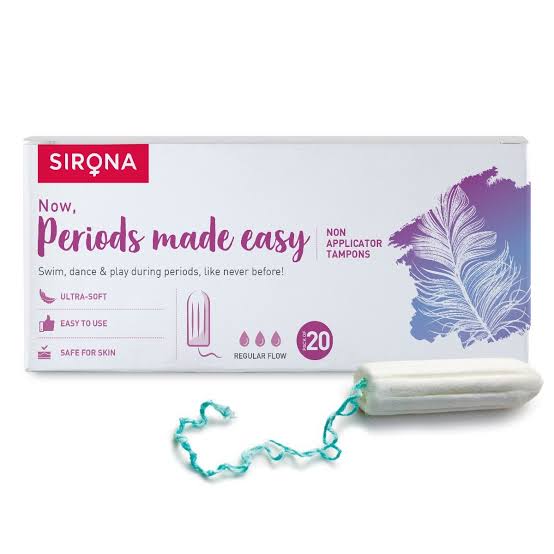 SIRONA
Now,
Periods made easy
NON
APPLICATOR
TAMPONS
Swim, dance & play during periods, like never before!
ULTRA-SOFT
EASY TO USE
SAFE FOR SKIN
REGULAR FLOW
PACK OF
20